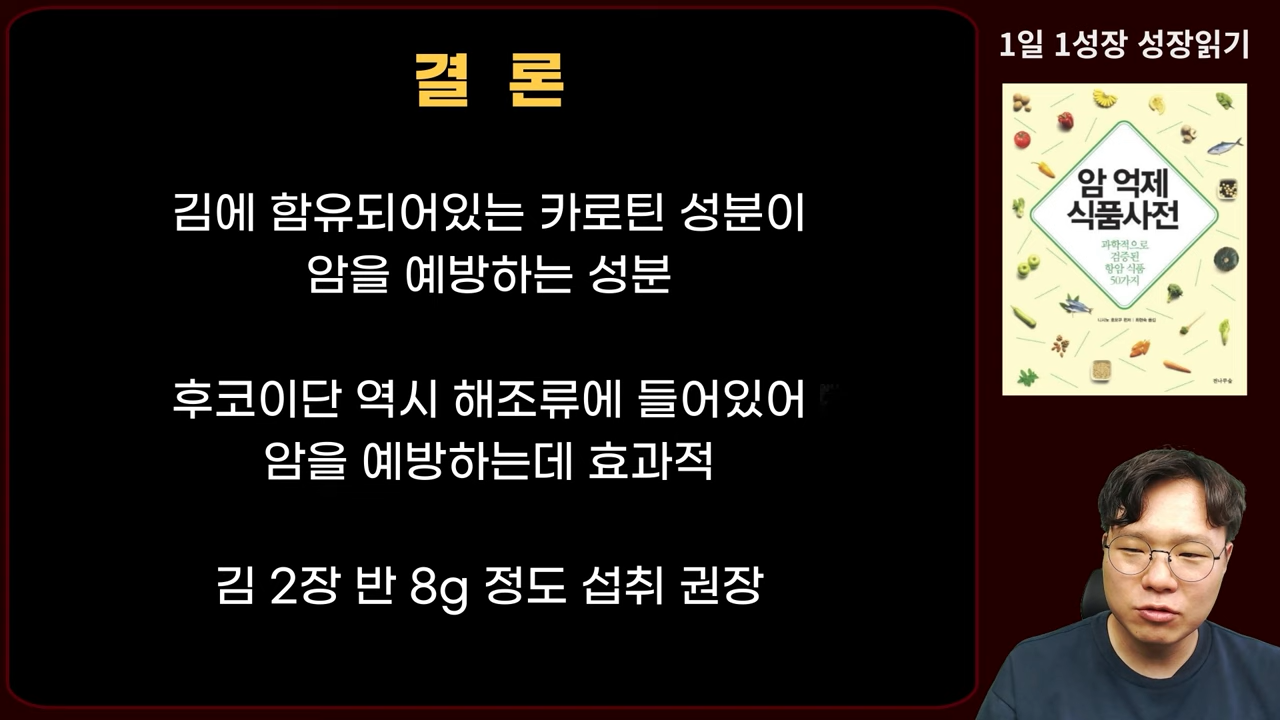 결 론
김에 함유되어있는 카로틴 성분이
암을 예방하는 성분
후코이단 역시 해조류에 들어있어
암을 예방하는데 효과적
김 2장 반 8g 정도 섭취 권장
1일 1성장 성장읽기
암 억제
식품사전
과학적으로
검증된
항암 식품
50가지
전나무숲